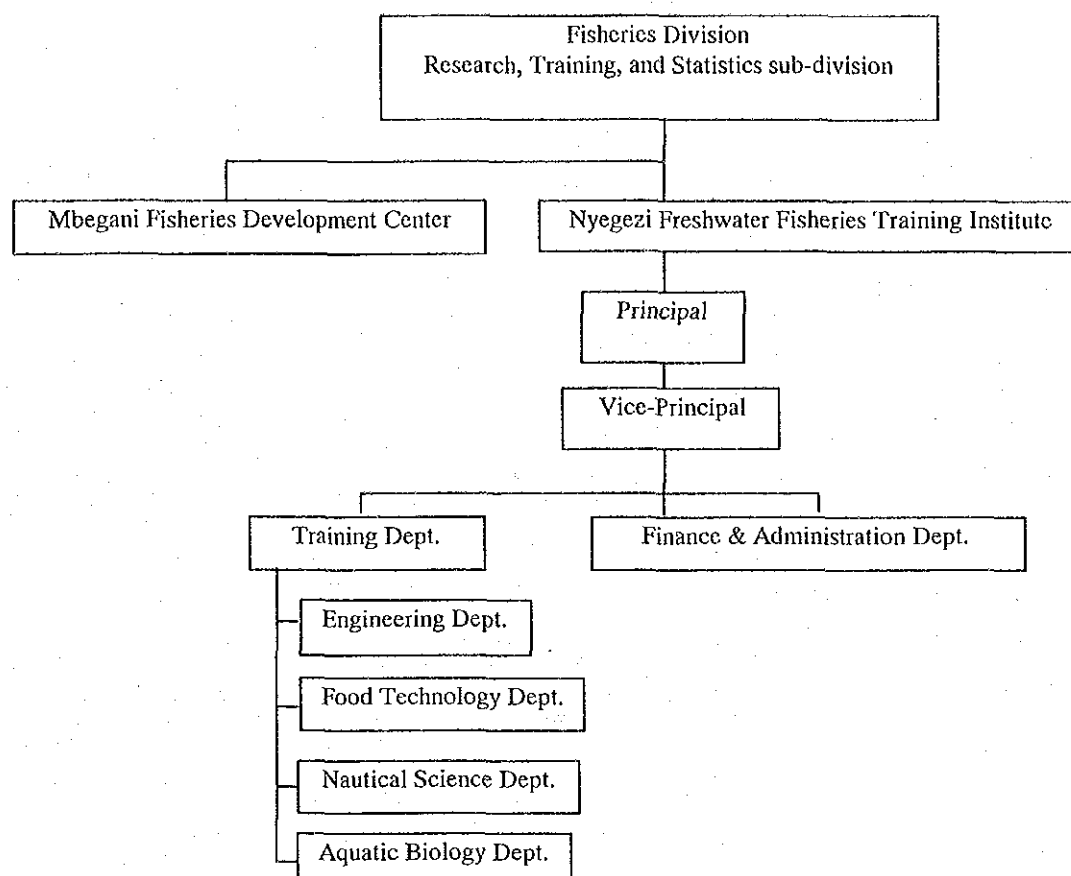 Fisheries Division
Research, Training, and Statistics sub-division
Mbegani Fisheries Development Center
Nyegezi Freshwater Fisheries Training Institute
Principal
Vice-Principal
Training Dept.
Finance & Administration Dept.
Engineering Dept.
Food Technology Dept.
Nautical Science Dept.
Aquatic Biology Dept.